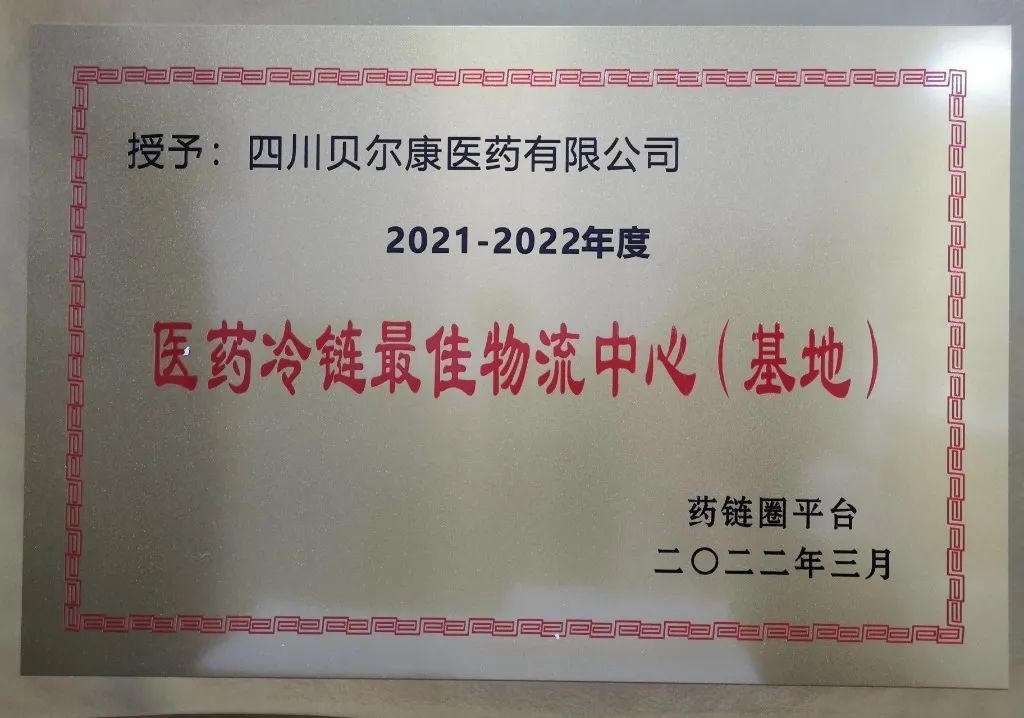 授予：四川贝尔康医药有限公司
2021-2022年度
医药冷链最佳物流中心（基地）
药链圈平台
二〇二二年三月